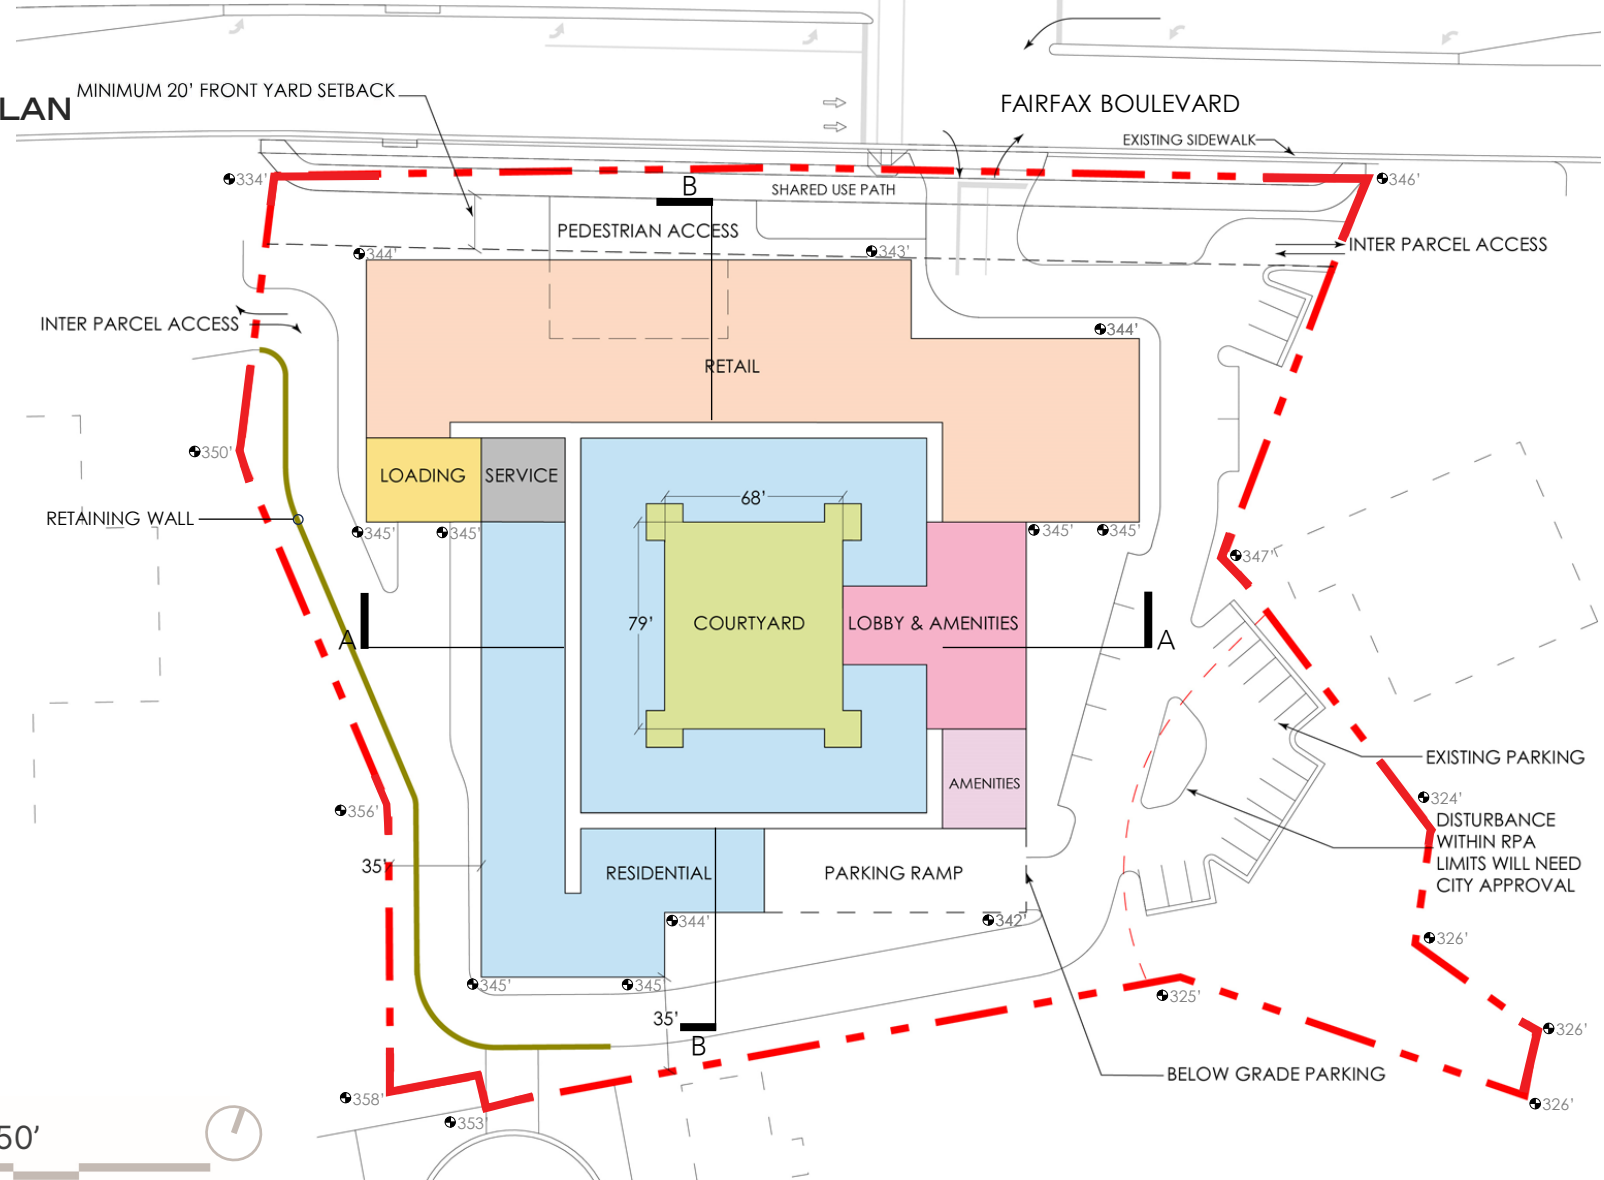 MINIMUM 20' FRONT YARD SETBACK
LAN
FAIRFAX BOULEVARD
EXISTING SIDEWALK
334'
B
SHARED USE PATH
346'
PEDESTRIAN ACCESS
344'
343'
INTER PARCEL ACCESS
INTER PARCEL ACCESS
344'
RETAIL
350'
LOADING
SERVICE
68'
RETAINING WALL
345'
345'
345'
345'
347'
79'
COURTYARD
LOBBY & AMENITIES
A
A
EXISTING PARKING
AMENITIES
324'
356'
DISTURBANCE
WITHIN RPA
LIMITS WILL NEED
CITY APPROVAL
35'
RESIDENTIAL
PARKING RAMP
344'
342'
326'
345'
345'
325'
35'
B
326'
BELOW GRADE PARKING
358'
326'
353'
50'